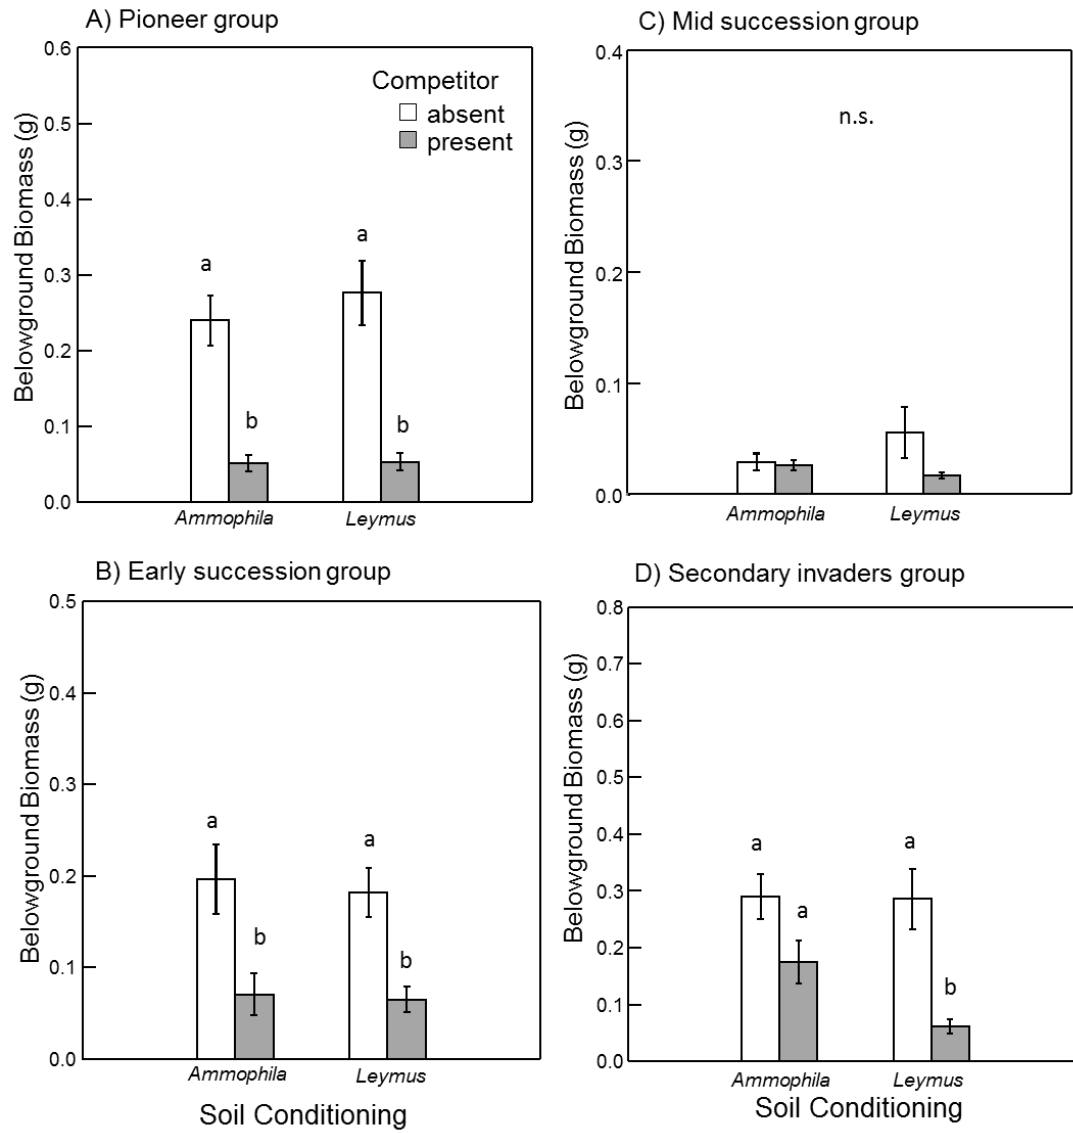 A) Pioneer group
Belowground Biomass (g)
0.6
0.5
0.4
0.3
0.2
0.1
0.0
Competitor
absent
present
a
b
a
b
Ammophila
Leymus
B) Early succession group
Belowground Biomass (g)
0.5
0.4
0.3
0.2
0.1
0.0
a
b
a
b
Ammophila
Leymus
Soil Conditioning
C) Mid succession group
Belowground Biomass (g)
0.4
0.3
0.2
0.1
0.0
n.s.
Ammophila
Leymus
D) Secondary invaders group
Belowground Biomass (g)
0.8
0.7
0.6
0.5
0.4
0.3
0.2
0.1
0.0
a
a
a
b
Ammophila
Leymus
Soil Conditioning